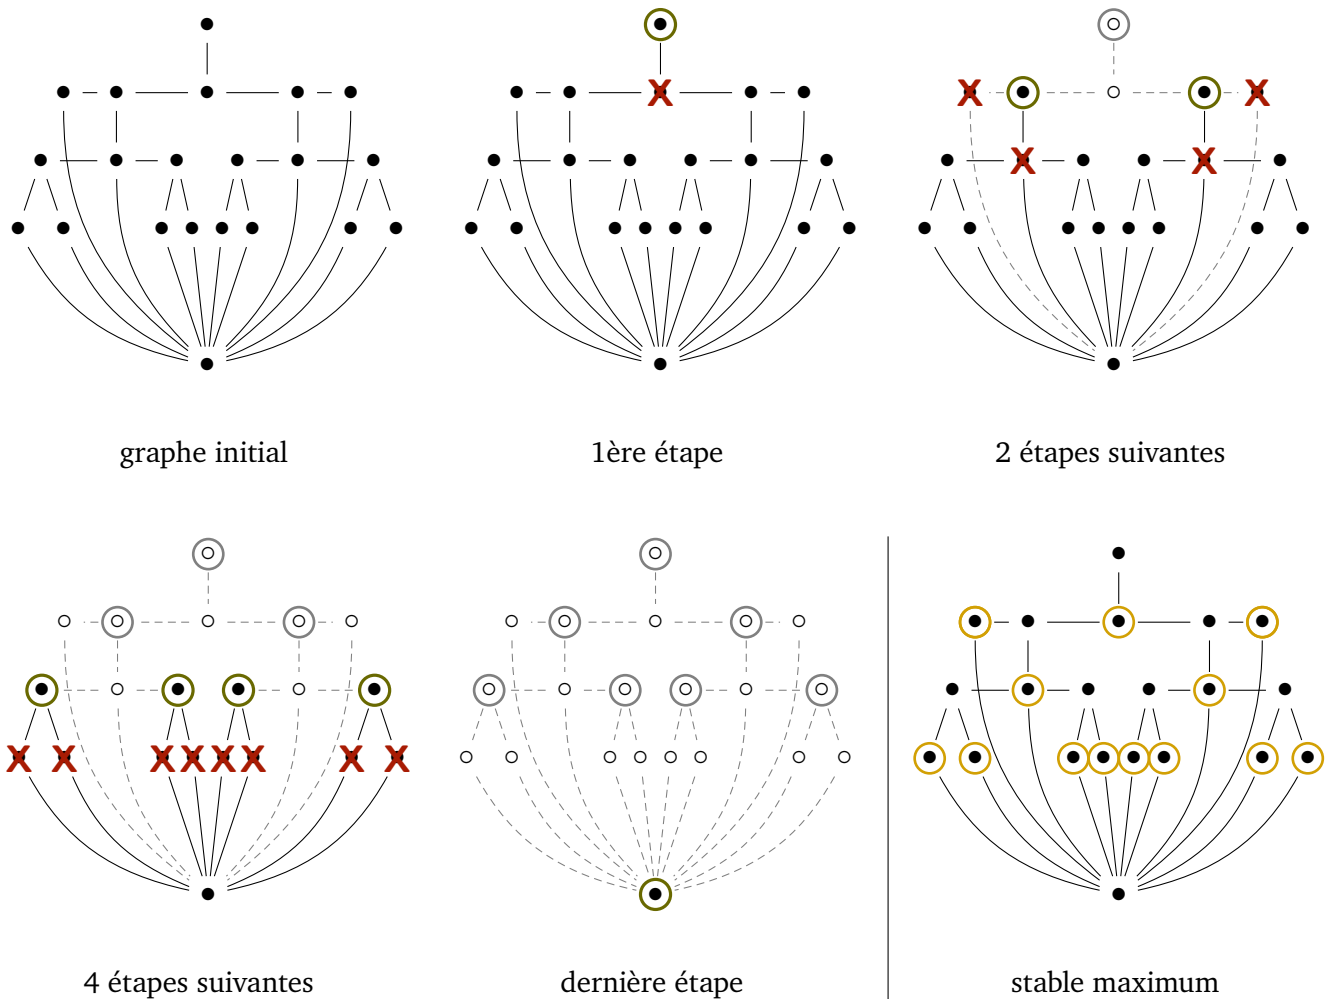 graphe initial
1ère étape
2 étapes suivantes
4 étapes suivantes
dernière étape
stable maximum